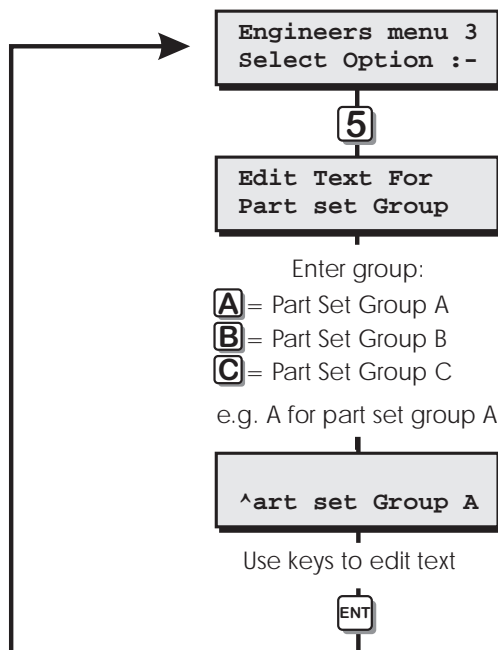 Engineers menu 3
Select Option :-
5
Edit Text For
Part set Group
Enter group:
A = Part Set Group A
B = Part Set Group B
C = Part Set Group C
e.g. A for part set group A
^art set Group A
Use keys to edit text
ENT